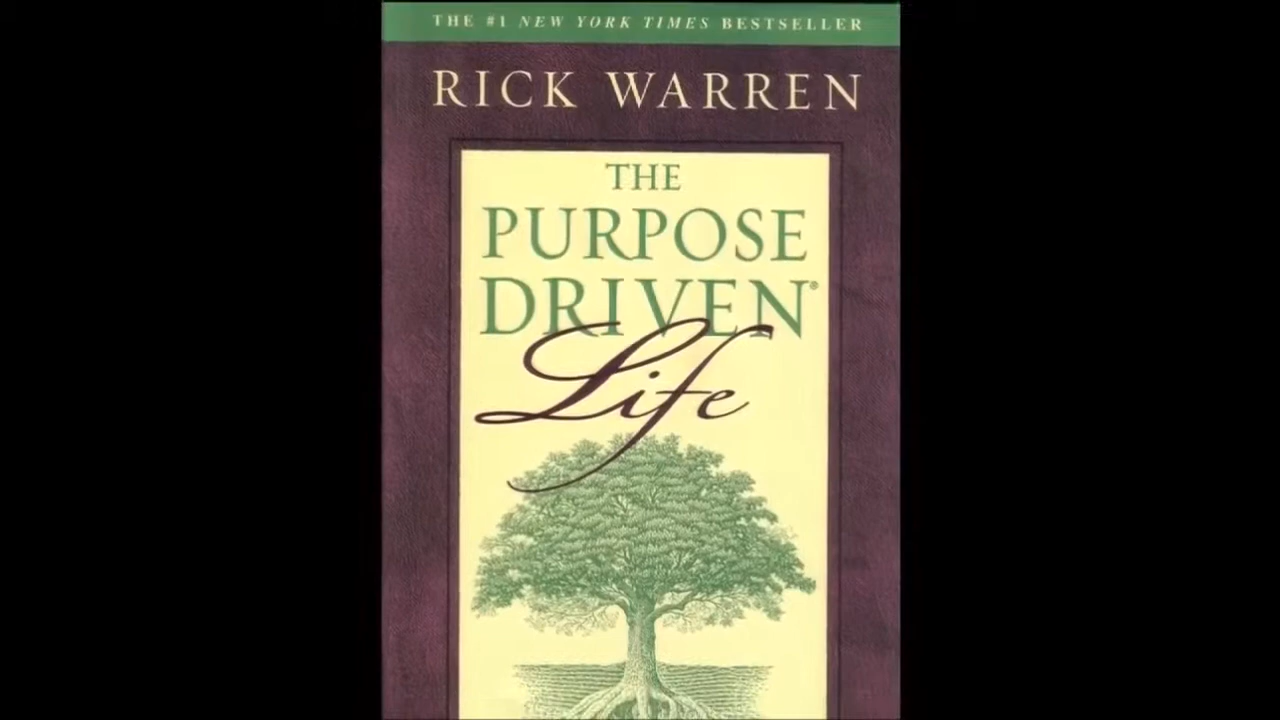 THE #1 NEW YORK TIMES BESTSELLER
RICK WARREN
THE
PURPOSE
DRIVEN®
Life